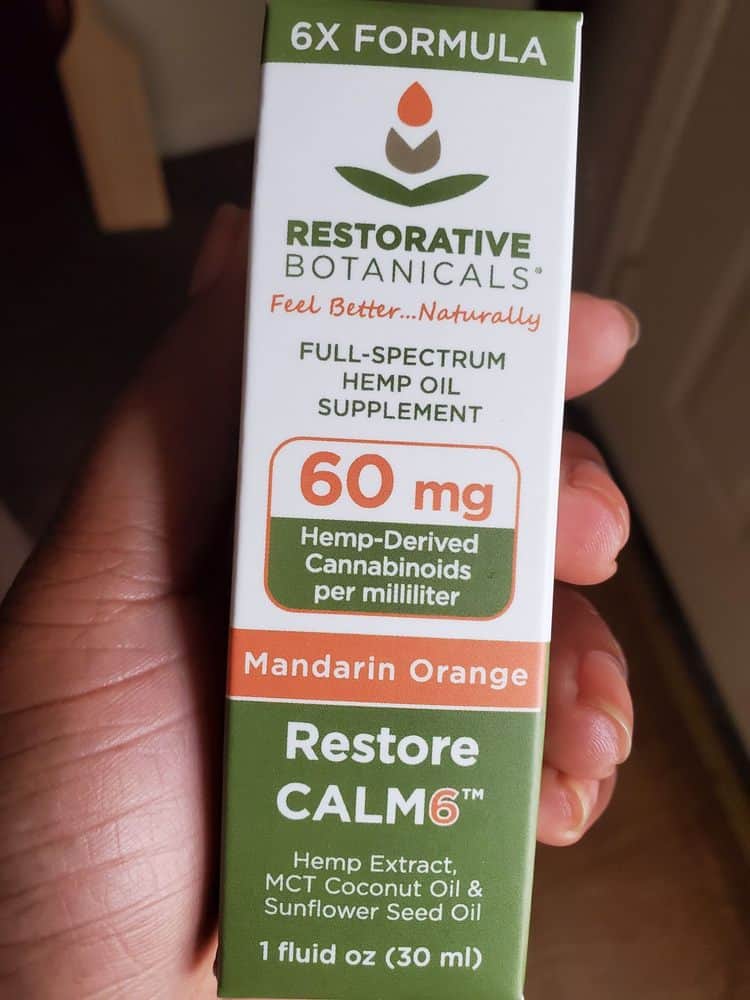 6X FORMULA
RESTORATIVE
BOTANICALS®
Feel Better...Naturally
FULL-SPECTRUM
HEMP OIL
SUPPLEMENT
60 mg
Hemp-Derived
Cannabinoids
per milliliter
Mandarin Orange
Restore
CALM6™
Hemp Extract,
MCT Coconut Oil &
Sunflower Seed Oil
1 fluid oz (30 ml)